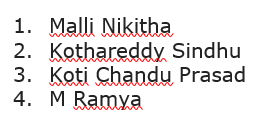 1. Malli Nikitha
2. Kothareddy Sindhu
3. Koti Chandu Prasad
4. M Ramya